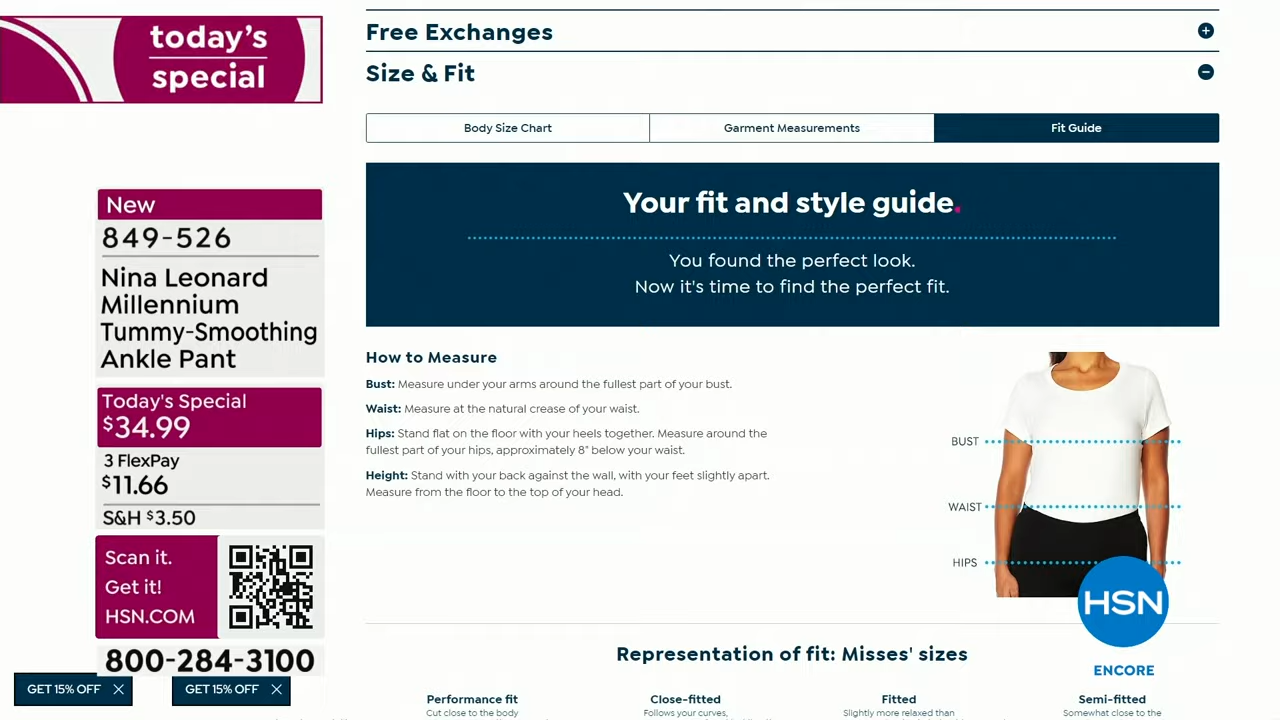 today's
special
New
849-526
Nina Leonard
Millennium
Tummy-Smoothing
Ankle Pant
Today's Special
$34.99
3 FlexPay
$11.66
S&H $3.50
Scan it.
Get it!
HSN.COM
800-284-3100
GET 15% OFF
GET 15% OFF
Free Exchanges
Size & Fit
Body Size Chart
Garment Measurements
Fit Guide
Your fit and style guide.
You found the perfect look.
Now it's time to find the perfect fit.
How to Measure
Bust: Measure under your arms around the fullest part of your bust.
Waist: Measure at the natural crease of your waist.
Hips: Stand flat on the floor with your heels together. Measure around the
fullest part of your hips, approximately 8" below your waist.
Height: Stand with your back against the wall, with your feet slightly apart.
Measure from the floor to the top of your head.
BUST
WAIST
HIPS
HSN
ENCORE
Representation of fit: Misses' sizes
Performance fit
Cut close to the body
Close-fitted
Follows your curves,
Fitted
Slightly more relaxed than
Semi-fitted
Somewhat close to the